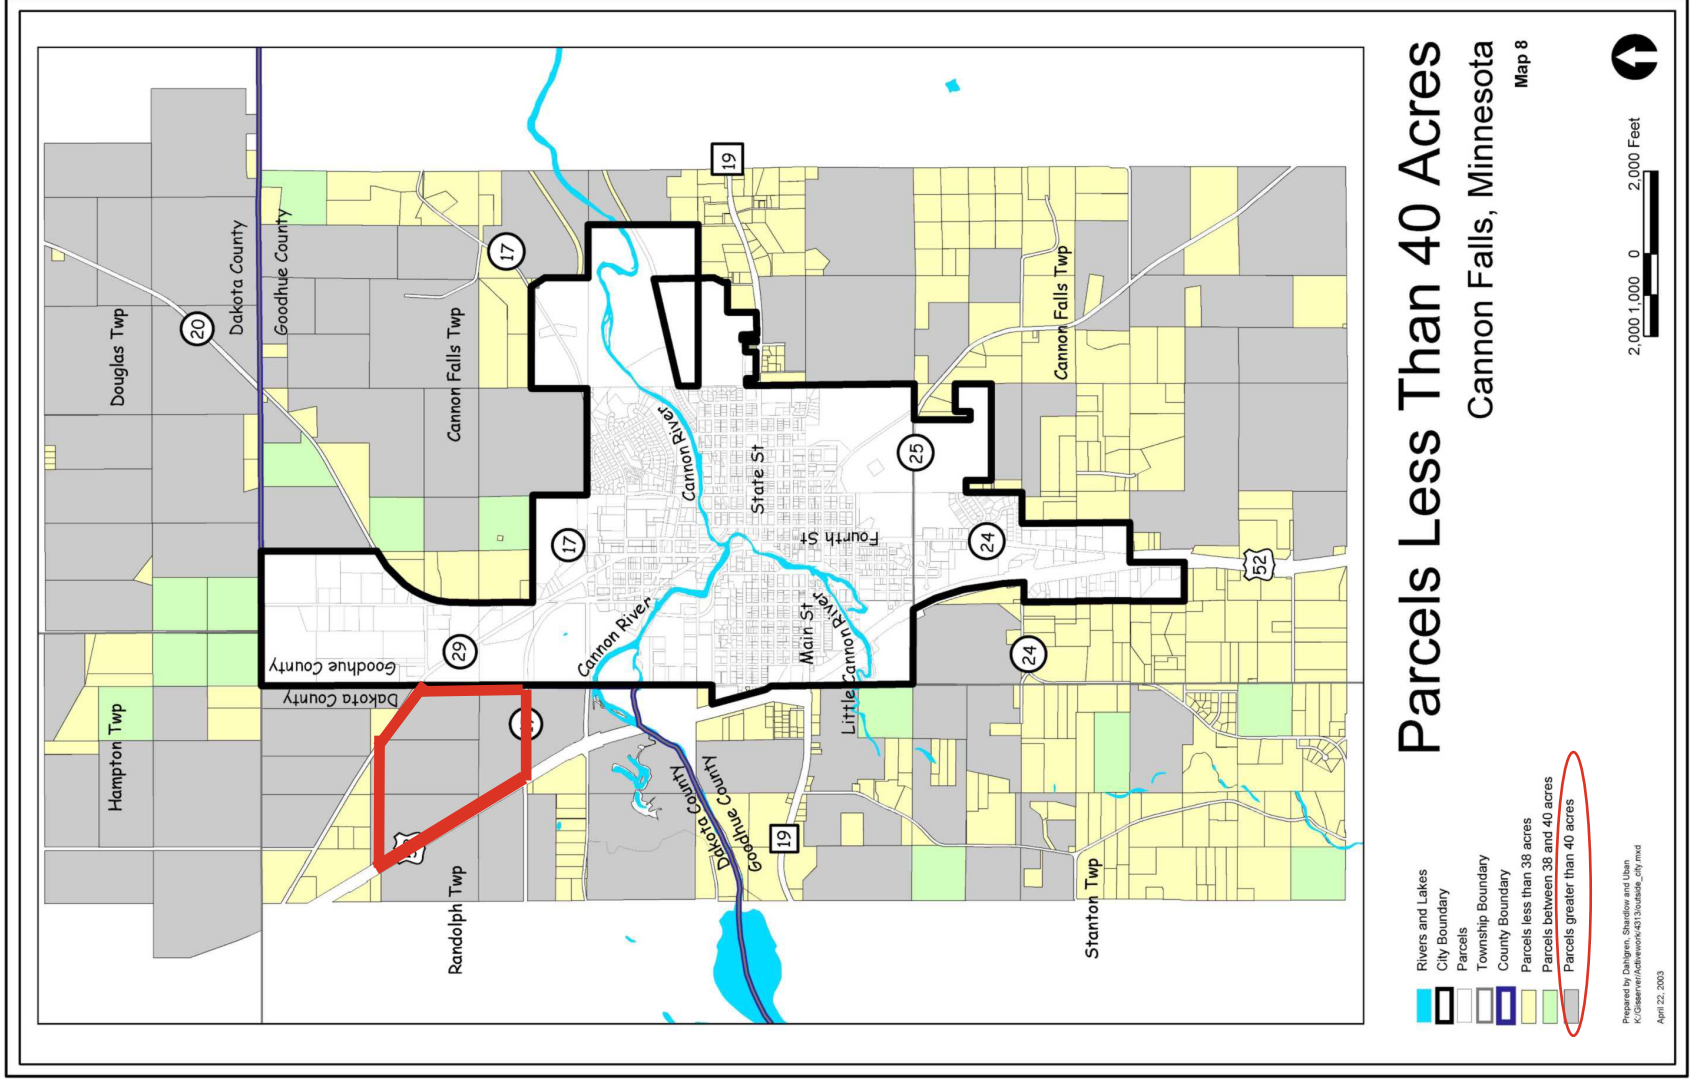 Parcels Less Than 40 Acres
Cannon Falls, Minnesota
Map 8
2,000 1,000 0 2,000 Feet
Rivers and Lakes
City Boundary
Parcels
Township Boundary
County Boundary
Parcels less than 38 acres
Parcels between 38 and 40 acres
Parcels greater than 40 acres
Prepared by Dahlgren, Shardlow and Uban
K:/Gisserver/Activework/4313/outside_city.mxd
April 22, 2003
Douglas Twp
20
Dakota County
Goodhue County
Cannon Falls Twp
17
19
Cannon Falls Twp
Cannon River
State St
25
Fourth St
17
24
52
Cannon River
Main St
Little Cannon River
29
24
Goodhue County
Dakota County
Hampton Twp
Randolph Twp
Dakota County
Goodhue County
19
Stanton Twp